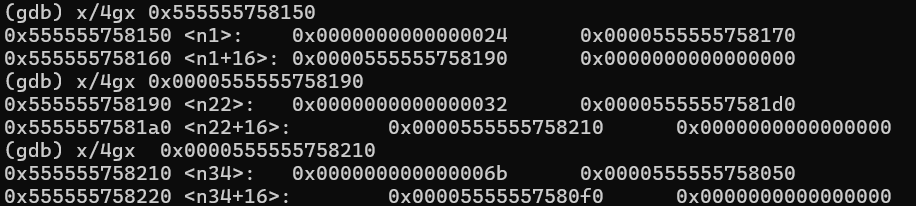 (gdb) x/4gx 0x555555758150
0x555555758150 <n1>: 0x0000000000000024 0x0000555555758170
0x555555758160 <n1+16>: 0x0000555555758190 0x0000000000000000
(gdb) x/4gx 0x0000555555758190
0x555555758190 <n22>: 0x0000000000000032 0x00005555557581d0
0x5555557581a0 <n22+16>: 0x0000555555758210 0x0000000000000000
(gdb) x/4gx  0x0000555555758210
0x555555758210 <n34>: 0x000000000000006b 0x0000555555758050
0x555555758220 <n34+16>: 0x00005555557580f0 0x0000000000000000